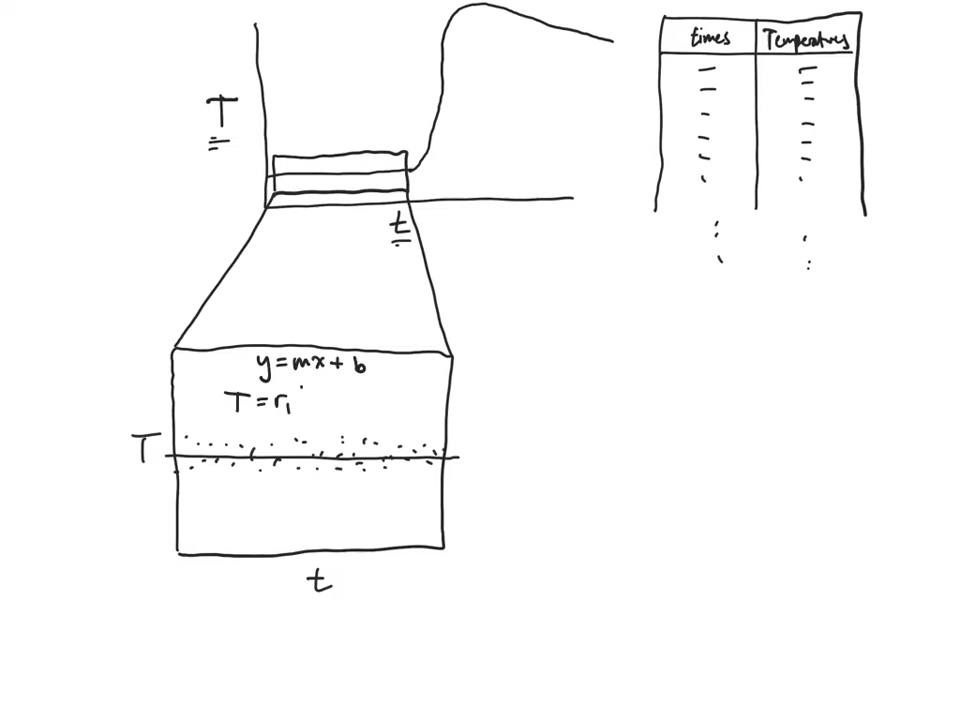 T
times Temperatures
t
y = mx + b
T = r₁
T
t